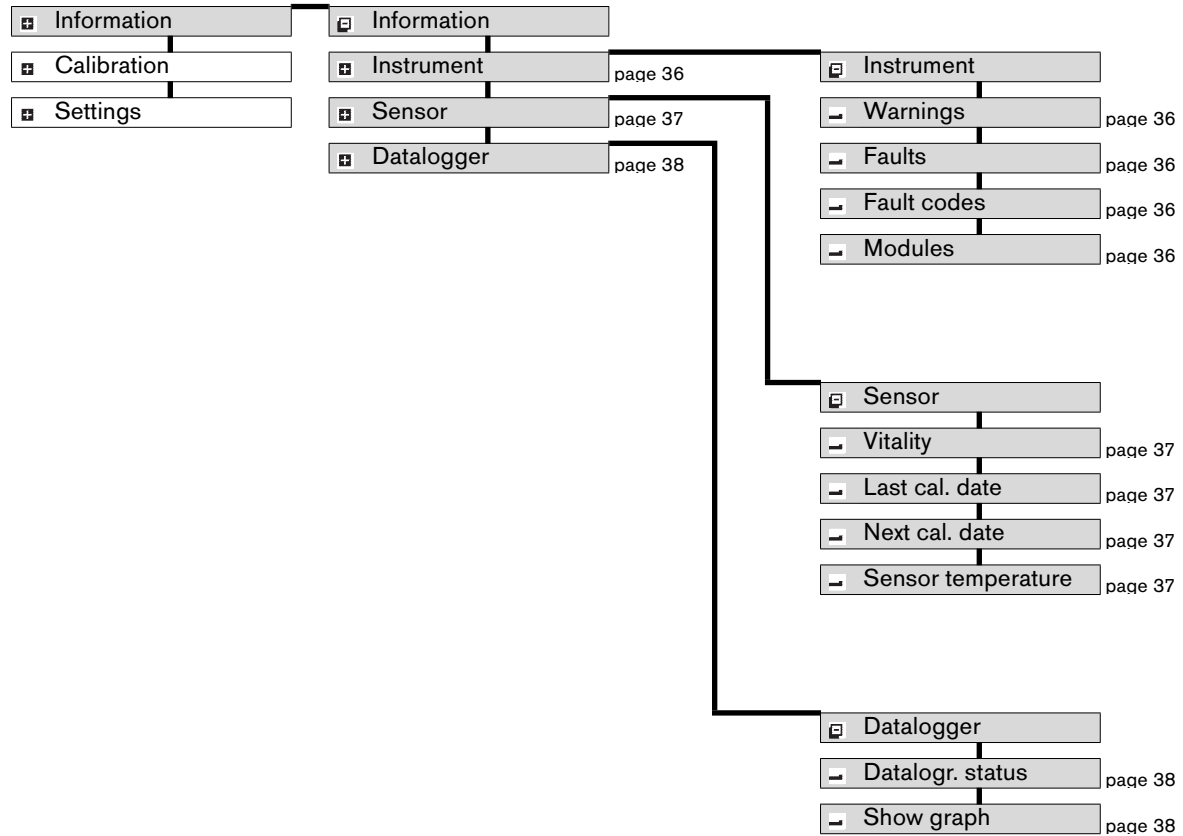 Information
Calibration
Settings
Information
Instrument page 36
Sensor page 37
Datalogger page 38
Instrument
Warnings page 36
Faults page 36
Fault codes page 36
Modules page 36
Sensor
Vitality page 37
Last cal. date page 37
Next cal. date page 37
Sensor temperature page 37
Datalogger
Datalogr. status page 38
Show graph page 38